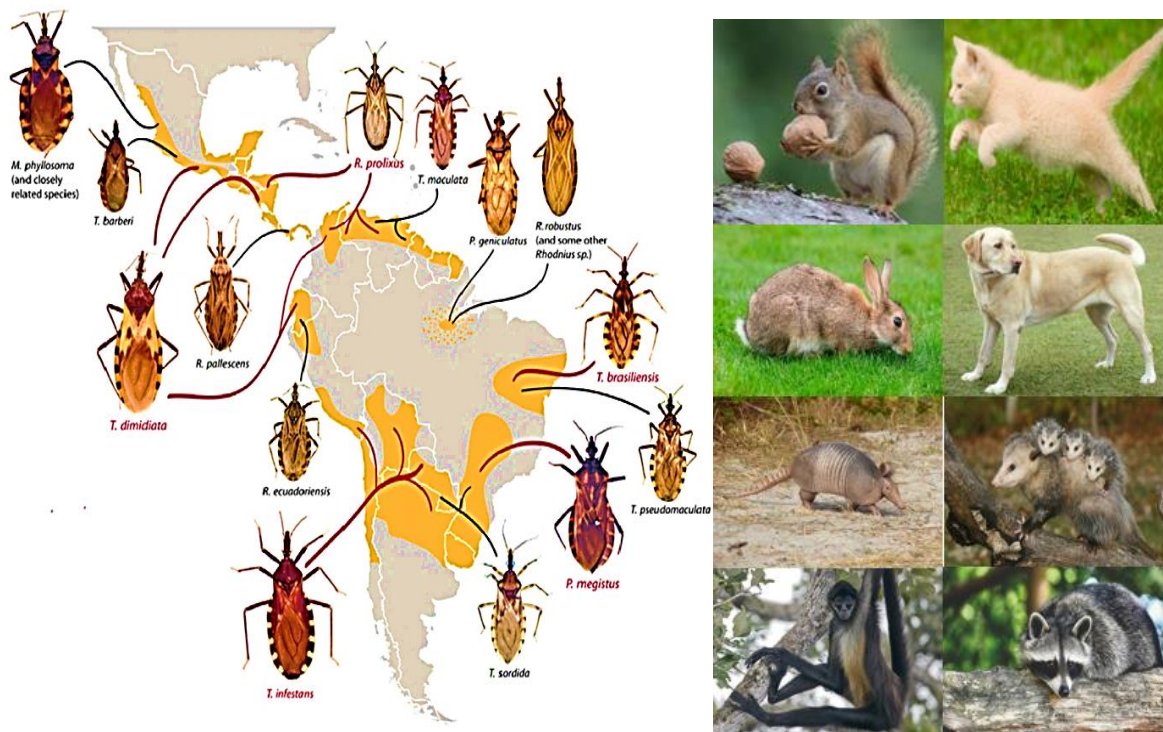 M. phyllosoma
(and closely
related species)
T. barberi
R. prolixus
T. maculata
P. geniculatus
R. robustus
(and some other
Rhodnius sp.)
T. dimidiata
R. pallescens
R. ecuadoriensis
T. brasiliensis
T. pseudomaculata
P. megistus
T. infestans
T. sordida